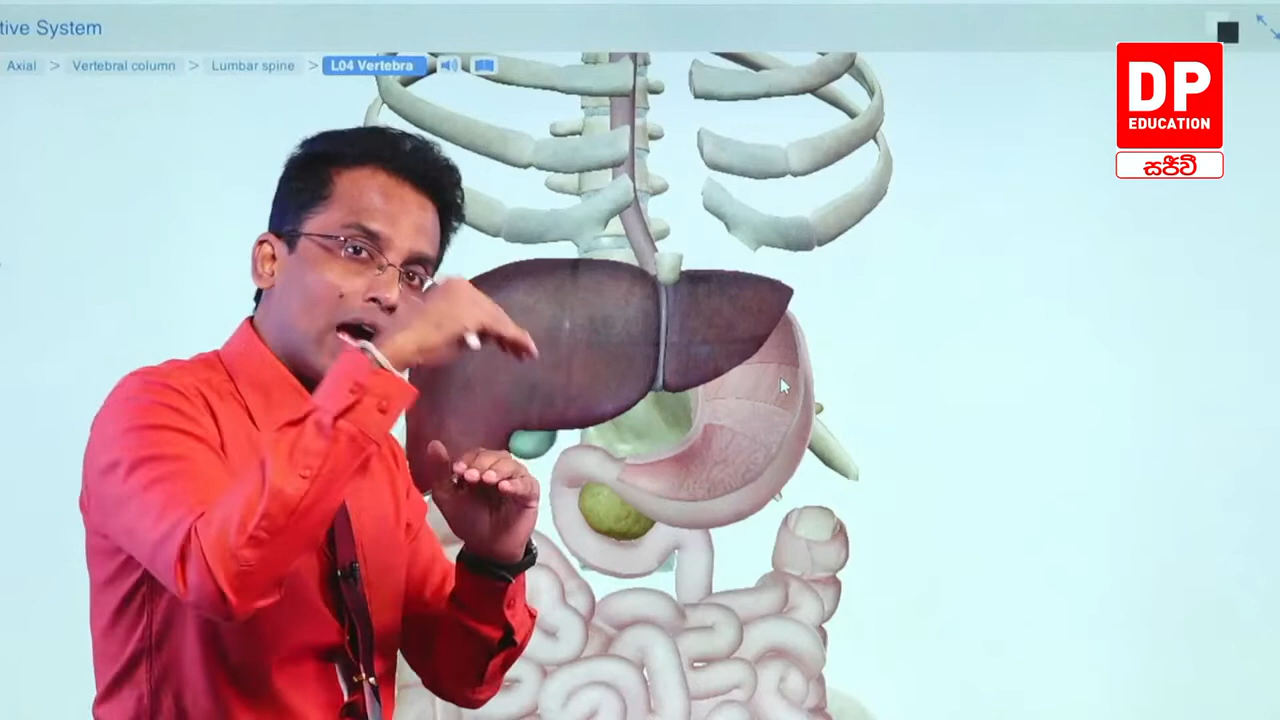 tive System
Axial > Vertebral column > Lumbar spine > L04 Vertebra
DP
EDUCATION
සජීවී